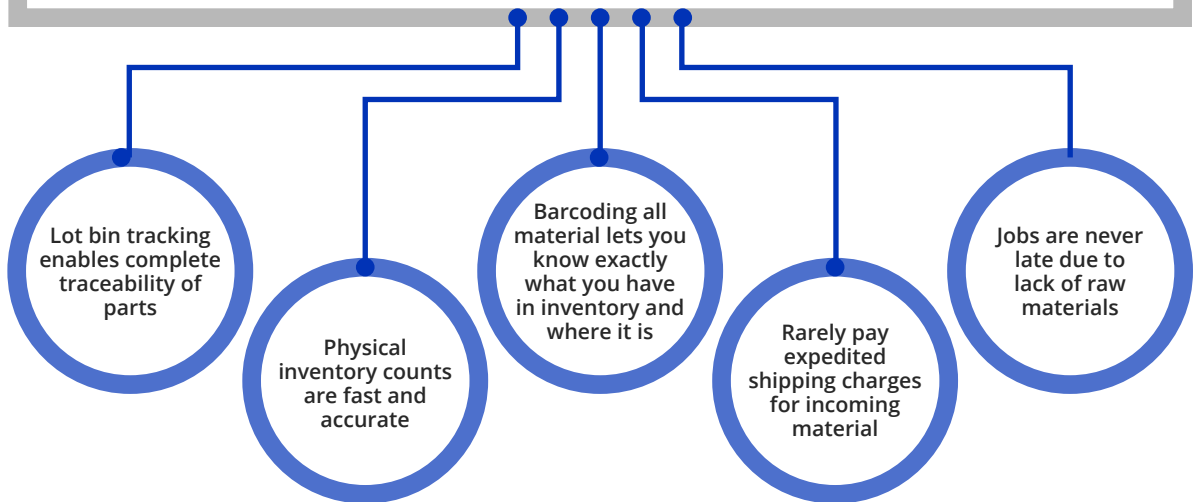 Lot bin tracking
enables complete
traceability of
parts
Physical
inventory counts
are fast and
accurate
Barcoding all
material lets you
know exactly
what you have
in inventory and
where it is
Rarely pay
expedited
shipping charges
for incoming
material
Jobs are never
late due to
lack of raw
materials